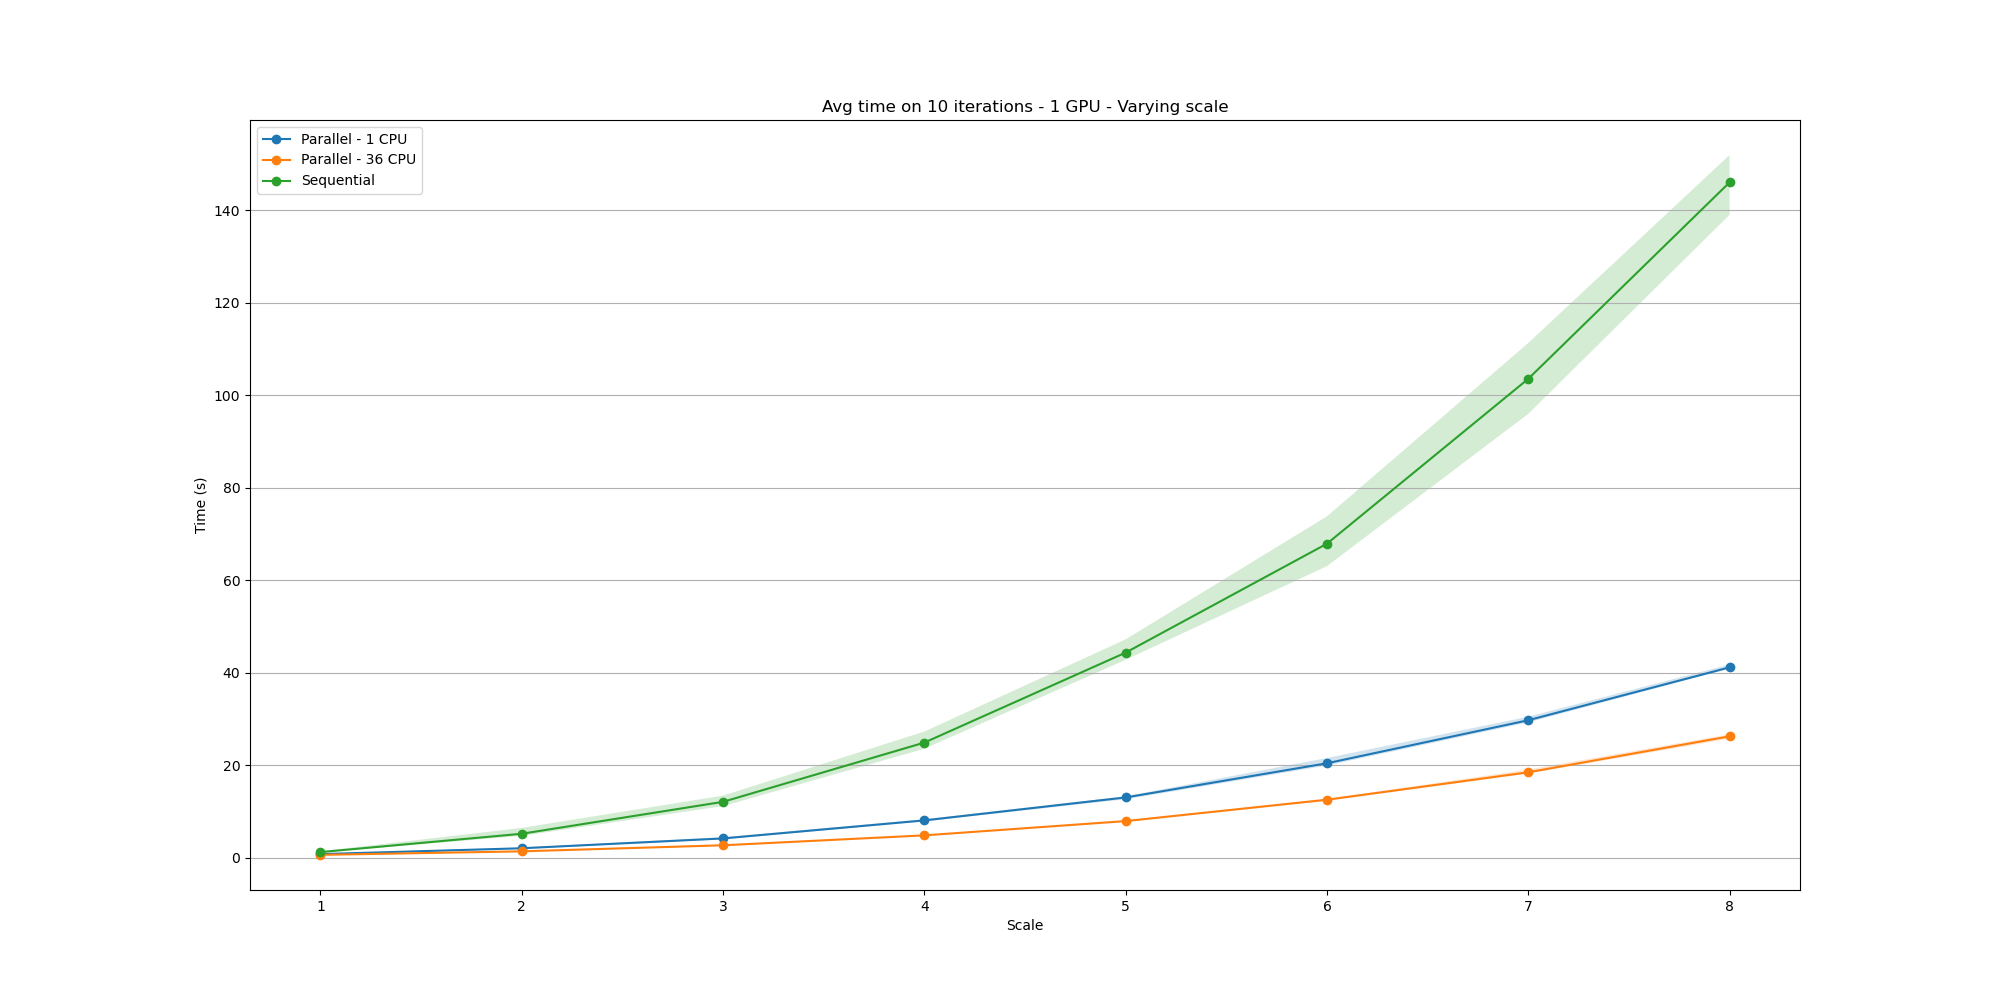 Avg time on 10 iterations - 1 GPU - Varying scale
Parallel - 1 CPU
Parallel - 36 CPU
Sequential
140
120
100
80
60
40
20
0
Time (s)
1 2 3 4 5 6 7 8
Scale